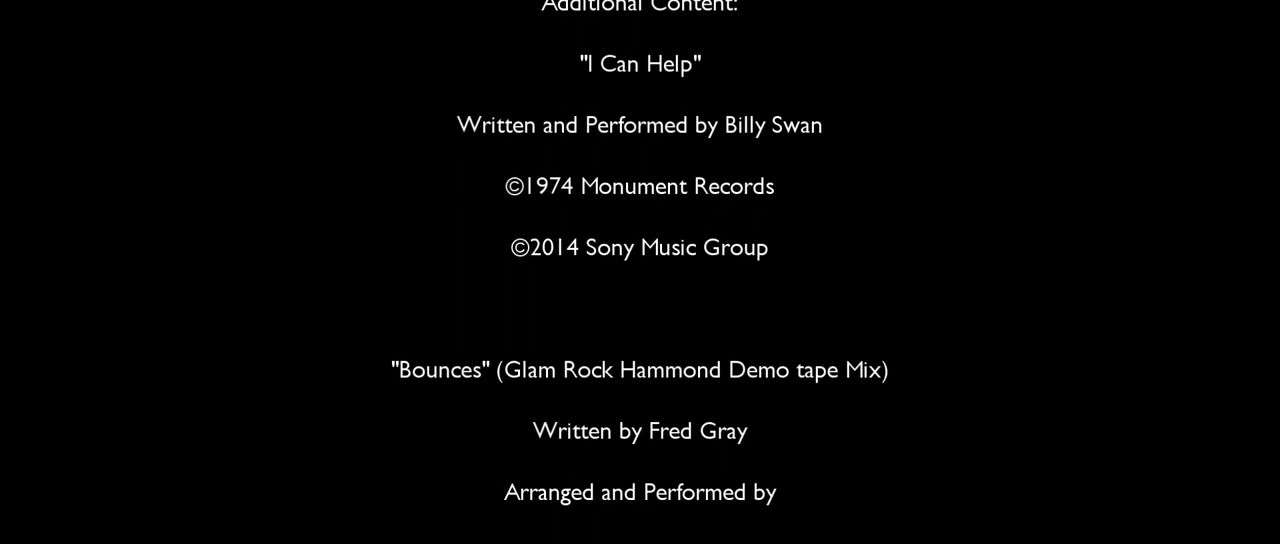 Additional Content:
"I Can Help"
Written and Performed by Billy Swan
©1974 Monument Records
©2014 Sony Music Group
"Bounces" (Glam Rock Hammond Demo tape Mix)
Written by Fred Gray
Arranged and Performed by